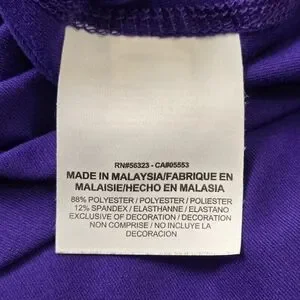 RN#56323 - CA#05553
MADE IN MALAYSIA/FABRIQUE EN
MALAISIE/HECHO EN MALASIA
88% POLYESTER / POLYESTER / POLIÉSTER
12% SPANDEX / ELASTHANNE / ELASTANO
EXCLUSIVE OF DECORATION / DECORATION
NON COMPRISE / NO INCLUYE LA
DECORACION